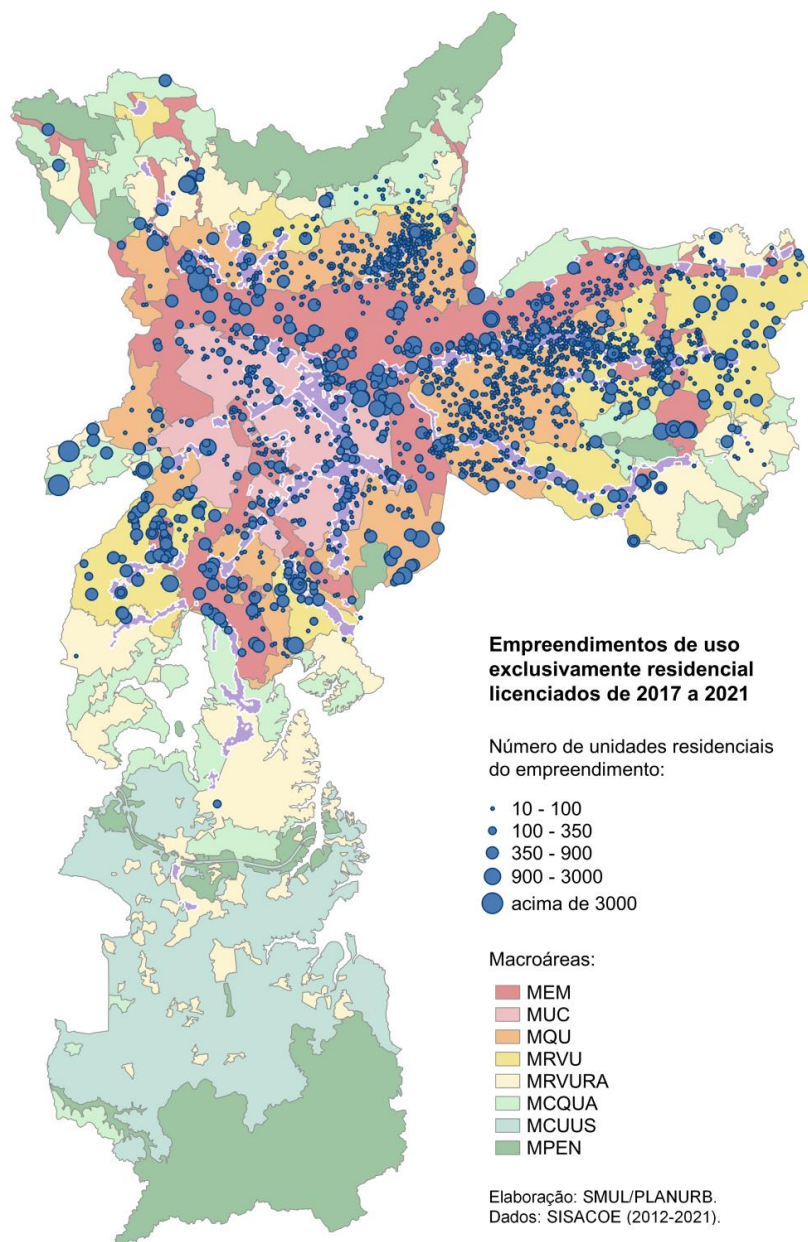 Empreendimentos de uso
exclusivamente residencial
licenciados de 2017 a 2021
Número de unidades residenciais
do empreendimento:
10 - 100
100 - 350
350 - 900
900 - 3000
acima de 3000
Macroáreas:
MEM
MUC
MQU
MRVU
MRVURA
MCQUA
MCUUS
MPEN
Elaboração: SMUL/PLANURB.
Dados: SISACOE (2012-2021).